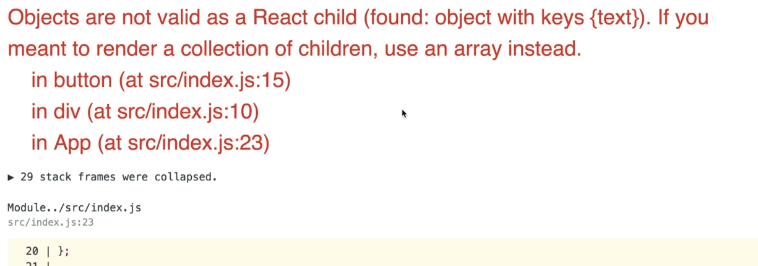 Objects are not valid as a React child (found: object with keys {text}). If you
meant to render a collection of children, use an array instead.
in button (at src/index.js:15)
in div (at src/index.js:10)
in App (at src/index.js:23)
▶ 29 stack frames were collapsed.
Module../src/index.js
src/index.js:23
20 | };
21 |